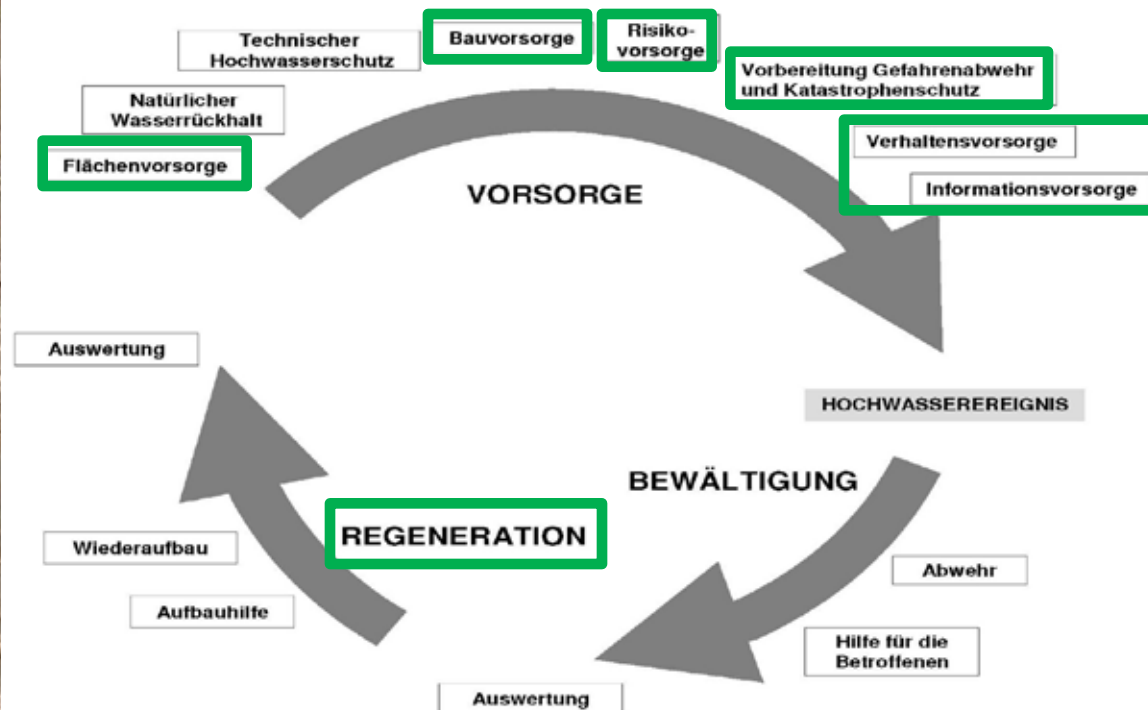 Technischer
Hochwasserschutz
Bauvorsorge
Risiko-
vorsorge
Vorbereitung Gefahrenabwehr
und Katastrophenschutz
Natürlicher
Wasserrückhalt
Verhaltensvorsorge
Flächenvorsorge
Informationsvorsorge
VORSORGE
Auswertung
HOCHWASSEREREIGNIS
BEWÄLTIGUNG
REGENERATION
Wiederaufbau
Abwehr
Aufbauhilfe
Hilfe für die
Betroffenen
Auswertung